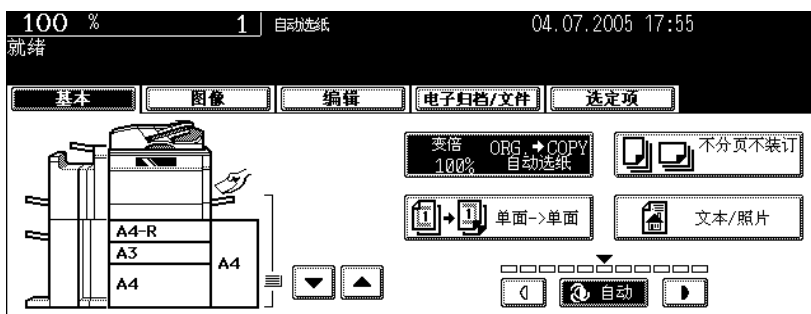 100 % 1 自动选纸 04.07.2005 17:55
就绪
基本 图像 编辑 电子归档/文件 选定项
变倍 ORG.➔COPY
100% 自动选纸
不分页不装订
1 ➔ 1 单面->单面
文本/照片
A4-R
A3
A4
A4
自动